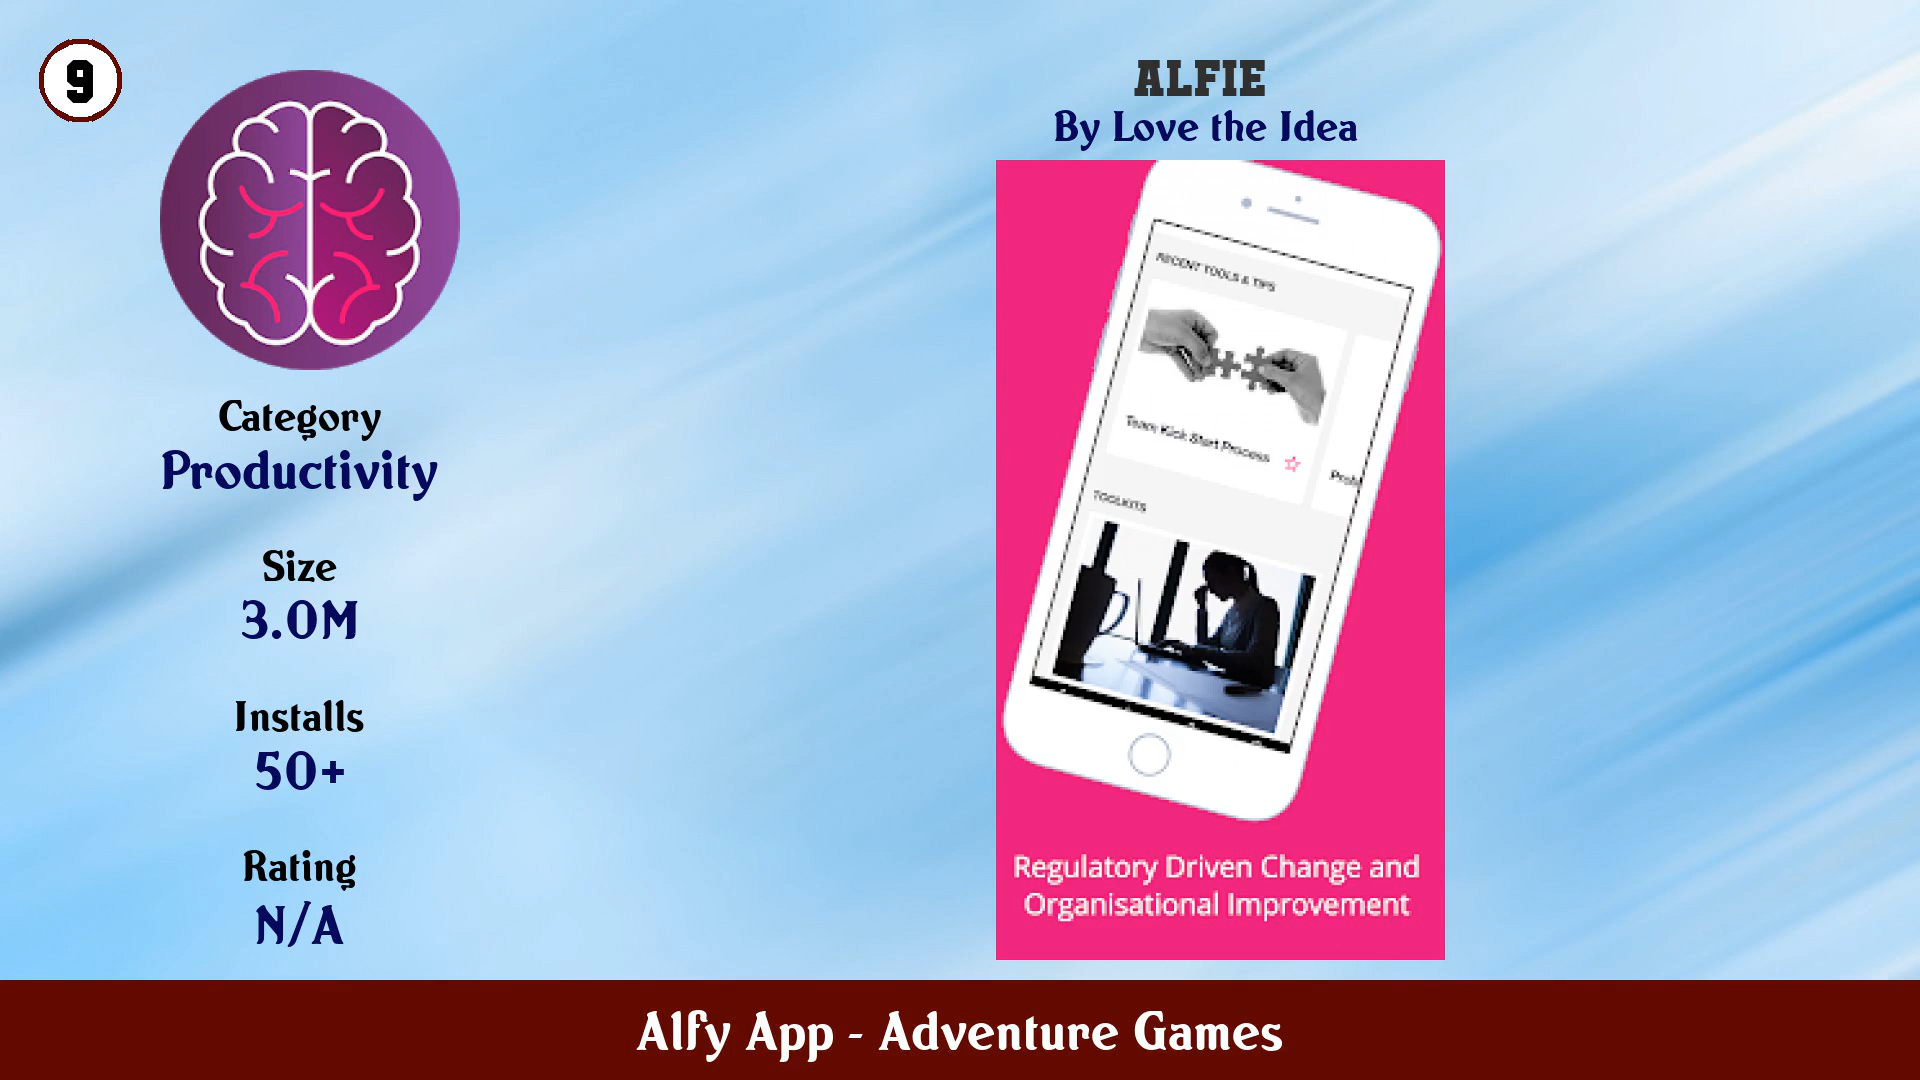 9
ALFIE
By Love the Idea
Category
Productivity
Size
3.0M
Installs
50+
Rating
N/A
RECENT TOOLS & TIPS
Team Kick Start Process
TOOLKITS
Regulatory Driven Change and
Organisational Improvement
Alfy App - Adventure Games